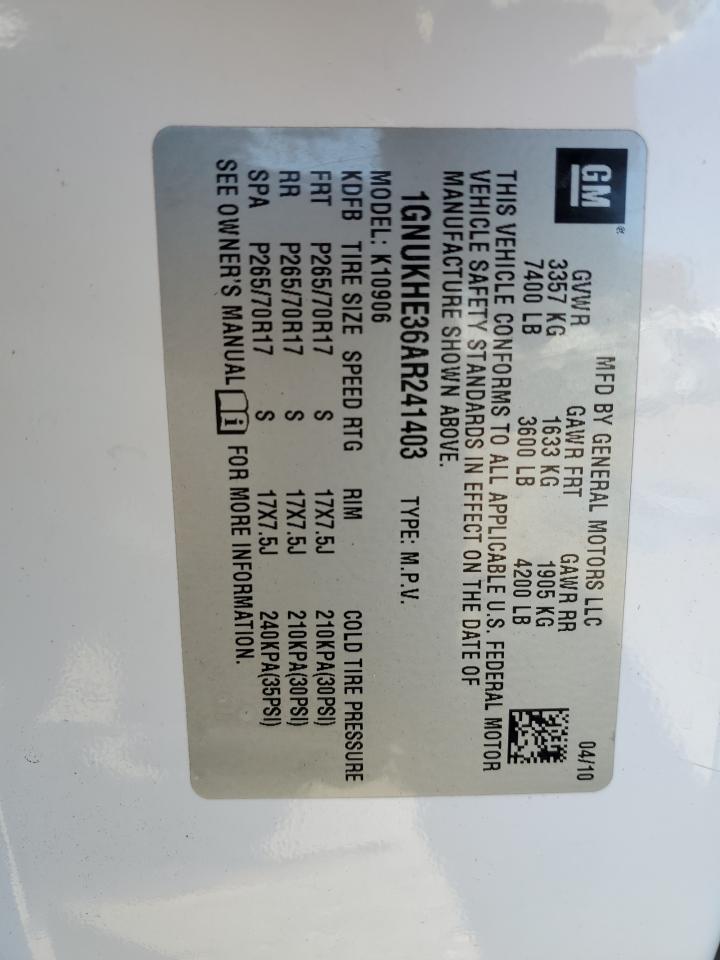 GM®
MFD BY GENERAL MOTORS LLC 04/10
GVWR GAWR FRT GAWR RR
3357 KG 1633 KG 1905 KG
7400 LB 3600 LB 4200 LB
THIS VEHICLE CONFORMS TO ALL APPLICABLE U.S. FEDERAL MOTOR
VEHICLE SAFETY STANDARDS IN EFFECT ON THE DATE OF
MANUFACTURE SHOWN ABOVE.
1GNUKHE36AR241403 TYPE: M.P.V.
MODEL: K10906
KDFB TIRE SIZE SPEED RTG RIM COLD TIRE PRESSURE
FRT P265/70R17 S 17X7.5J 210KPA(30PSI)
RR P265/70R17 S 17X7.5J 210KPA(30PSI)
SPA P265/70R17 S 17X7.5J 240KPA(35PSI)
SEE OWNER'S MANUAL i FOR MORE INFORMATION.